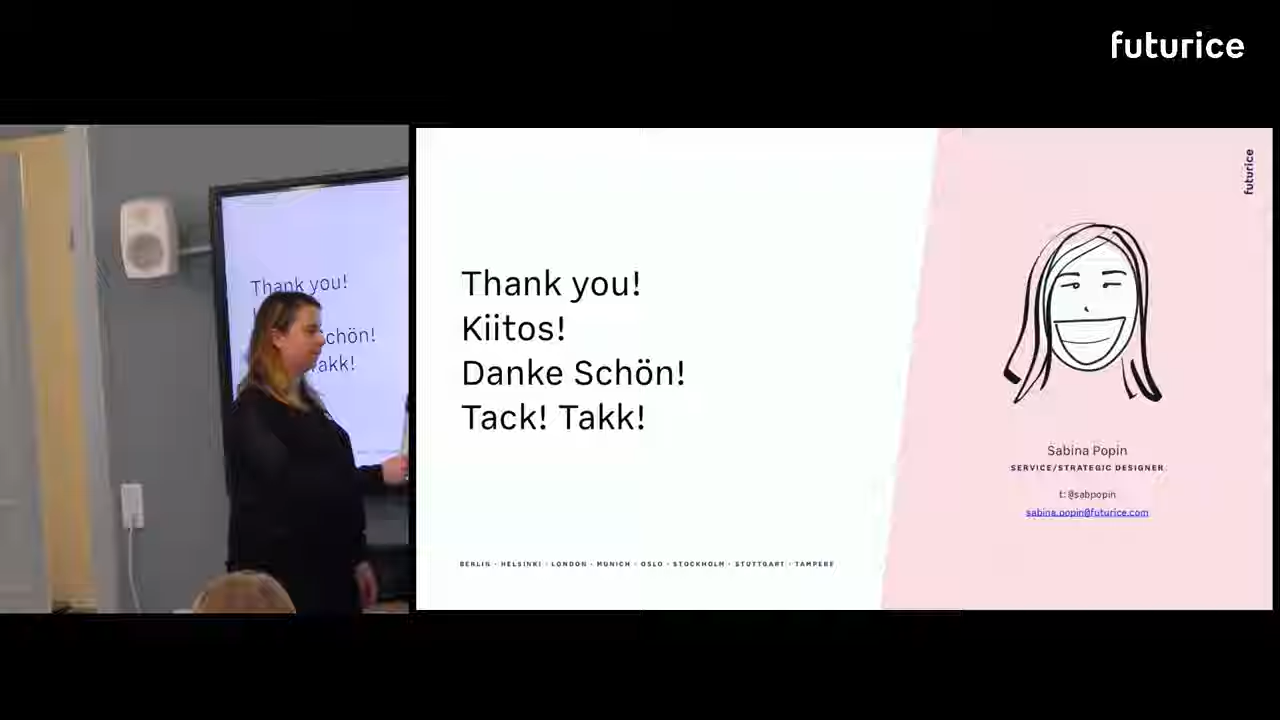 futurice
Thank you!
chön!
akk!
Thank you!
Kiitos!
Danke Schön!
Tack! Takk!
BERLIN · HELSINKI · LONDON · MUNICH · OSLO · STOCKHOLM · STUTTGART · TAMPERE
futurice
Sabina Popin
SERVICE/STRATEGIC DESIGNER
t: @sabpopin
sabina.popin@futurice.com